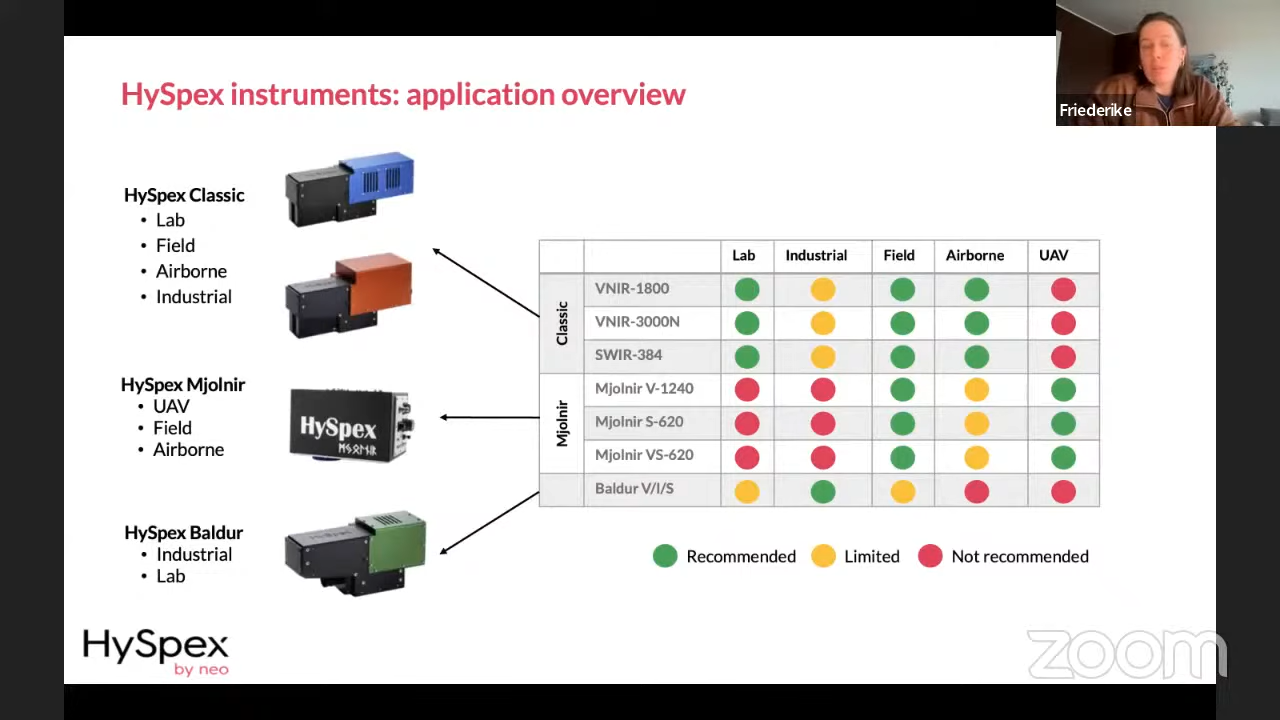 HySpex instruments: application overview
Friederike
HySpex Classic
• Lab
• Field
• Airborne
• Industrial
HySpex Mjolnir
• UAV
• Field
• Airborne
HySpex
ᛗᛊᛟᛚᚾᛁᚱ
HySpex Baldur
• Industrial
• Lab
Lab Industrial Field Airborne UAV
Classic
VNIR-1800
VNIR-3000N
SWIR-384
Mjolnir
Mjolnir V-1240
Mjolnir S-620
Mjolnir VS-620
Baldur V/I/S
Recommended Limited Not recommended
HySpex
by neo
zoom